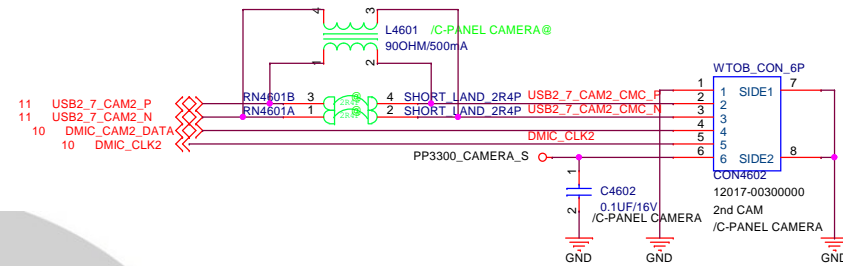 4
3
L4601 /C-PANEL CAMERA@
90OHM/500mA
1
2
WTOB_CON_6P
11 USB2_7_CAM2_P
RN4601B 3
4 SHORT_LAND_2R4P USB2_7_CAM2_CMC_P
11 USB2_7_CAM2_N
RN4601A 1
2 SHORT_LAND_2R4P USB2_7_CAM2_CMC_N
10 DMIC_CAM2_DATA
10 DMIC_CLK2
DMIC_CLK2
PP3300_CAMERA_S
1 1 SIDE1 7
2 2
3 3
4 4
5 5
6 6 SIDE2 8
CON4602
12017-00300000
2nd CAM
/C-PANEL CAMERA
1
C4602
2
0.1UF/16V
/C-PANEL CAMERA
GND
GND
GND